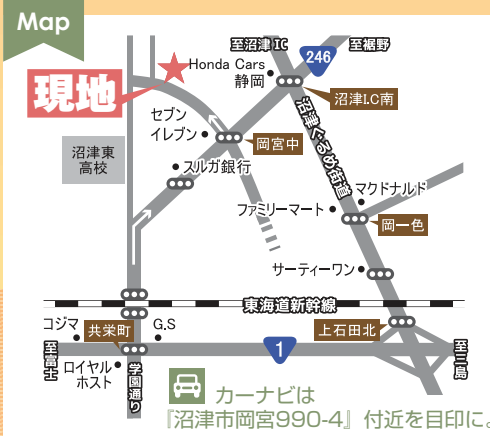 Map
至沼津IC
至裾野
246
Honda Cars
静岡
現地
沼津I.C南
セブン
イレブン
岡宮中
沼津ぐるめ街道
沼津東
高校
スルガ銀行
マクドナルド
ファミリーマート
岡一色
サーティーワン
東海道新幹線
コジマ
共栄町
G.S
上石田北
至富士
1
至三島
ロイヤル
ホスト
学園通り
カーナビは
『沼津市岡宮990-4』付近を目印に。